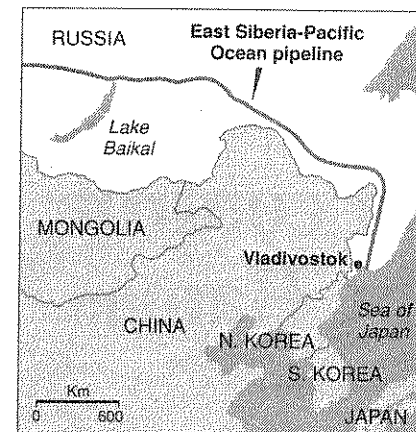 RUSSIA
East Siberia-Pacific
Ocean pipeline
Lake
Baikal
MONGOLIA
Vladivostok
CHINA
Sea of
Japan
N. KOREA
S. KOREA
Km
0 600
JAPAN